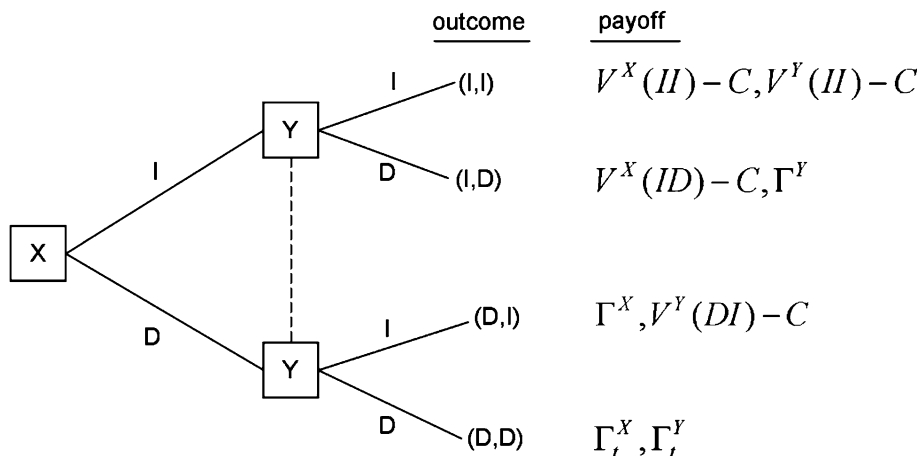 outcome payoff
I (I,I) V^X(II) – C, V^Y(II) – C
Y
D (I,D) V^X(ID) – C, Γ^Y
I
X
D
I (D,I) Γ^X, V^Y(DI) – C
Y
D (D,D) Γ_t^X, Γ_t^Y